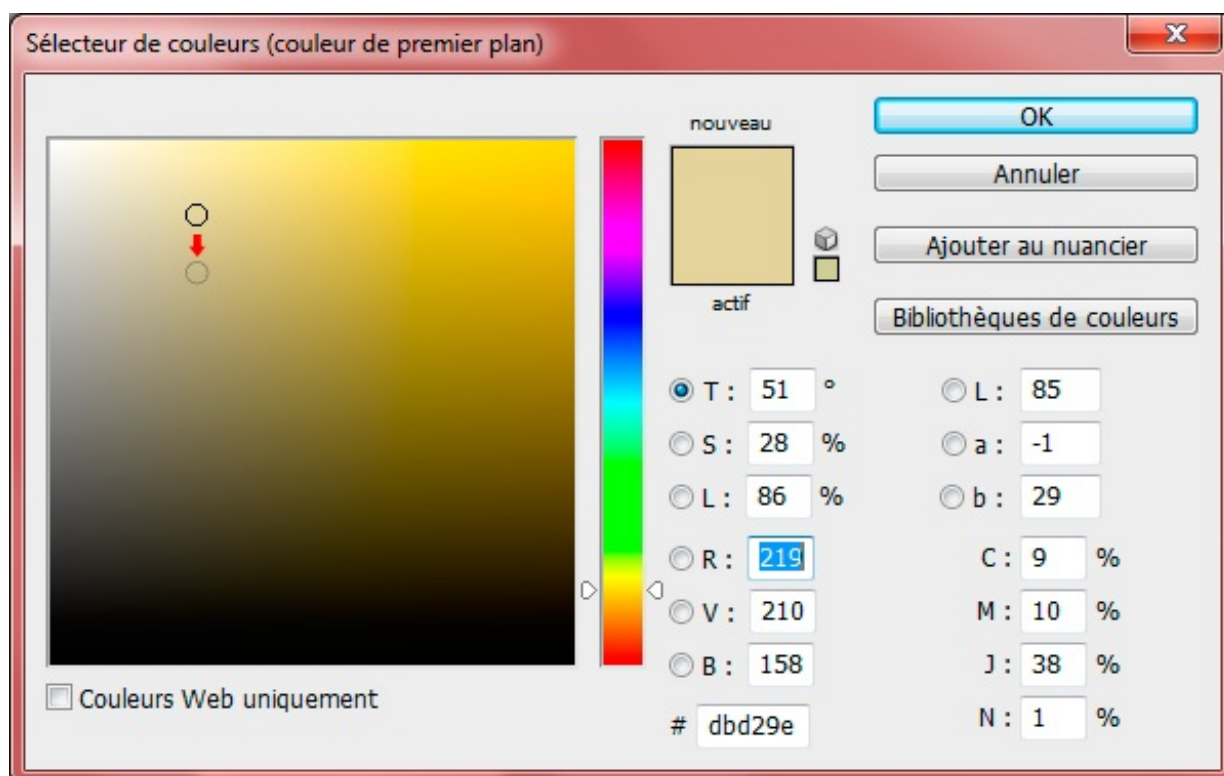 Sélecteur de couleurs (couleur de premier plan)
nouveau
actif
OK
Annuler
Ajouter au nuancier
Bibliothèques de couleurs
T : 51 °
S : 28 %
L : 86 %
R : 219
V : 210
B : 158
# dbd29e
L : 85
a : -1
b : 29
C : 9 %
M : 10 %
J : 38 %
N : 1 %
Couleurs Web uniquement